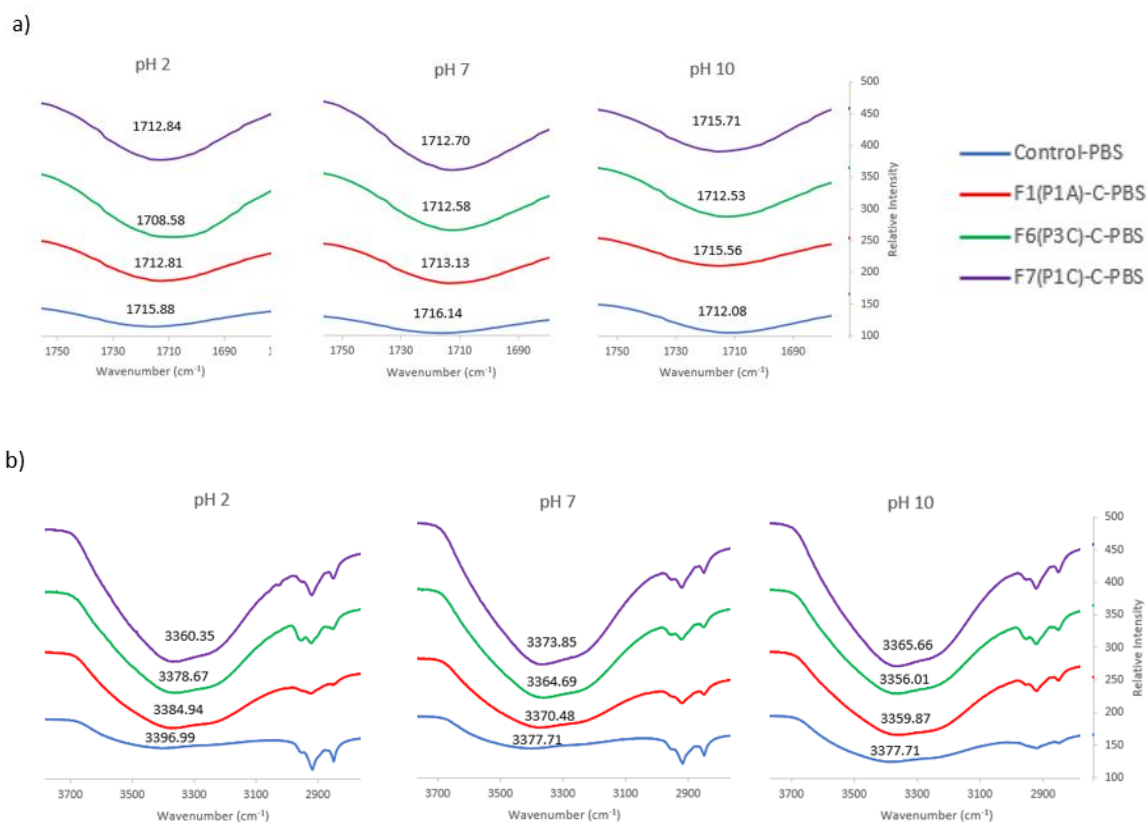 a)
pH 2
pH 7
pH 10
1712.84
1708.58
1712.81
1715.88
1750 1730 1710 1690
Wavenumber (cm⁻¹)
1712.70
1712.58
1713.13
1716.14
1750 1730 1710 1690
Wavenumber (cm⁻¹)
1715.71
1712.53
1715.56
1712.08
1750 1730 1710 1690
Wavenumber (cm⁻¹)
500
450
400
350
300
250
200
150
100
Relative Intensity
Control-PBS
F1(P1A)-C-PBS
F6(P3C)-C-PBS
F7(P1C)-C-PBS
b)
pH 2
pH 7
pH 10
3360.35
3378.67
3384.94
3396.99
3700 3500 3300 3100 2900
Wavenumber (cm⁻¹)
3373.85
3364.69
3370.48
3377.71
3700 3500 3300 3100 2900
Wavenumber (cm⁻¹)
3365.66
3356.01
3359.87
3377.71
3700 3500 3300 3100 2900
Wavenumber (cm⁻¹)
500
450
400
350
300
250
200
150
100
Relative Intensity